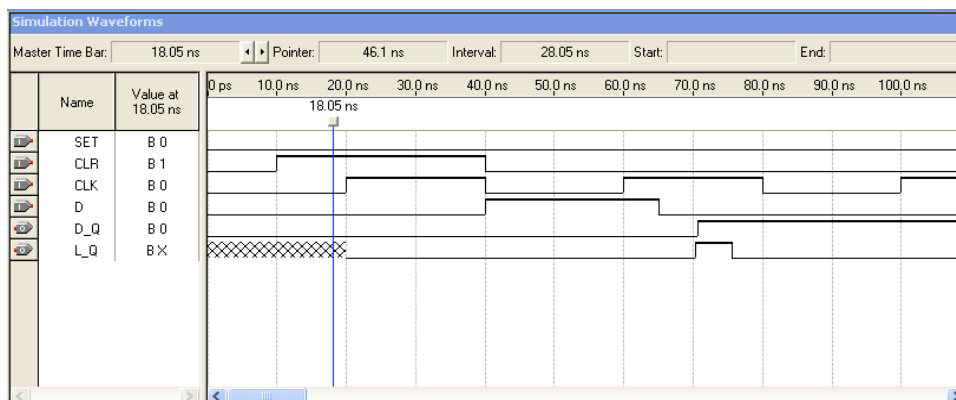 Simulation Waveforms
Master Time Bar: 18.05 ns Pointer: 46.1 ns Interval: 28.05 ns Start: End:
Name Value at 18.05 ns
0 ps 10.0 ns 20.0 ns 30.0 ns 40.0 ns 50.0 ns 60.0 ns 70.0 ns 80.0 ns 90.0 ns 100.0 ns
18.05 ns
SET B 0
CLR B 1
CLK B 0
D B 0
D_Q B 0
L_Q B X